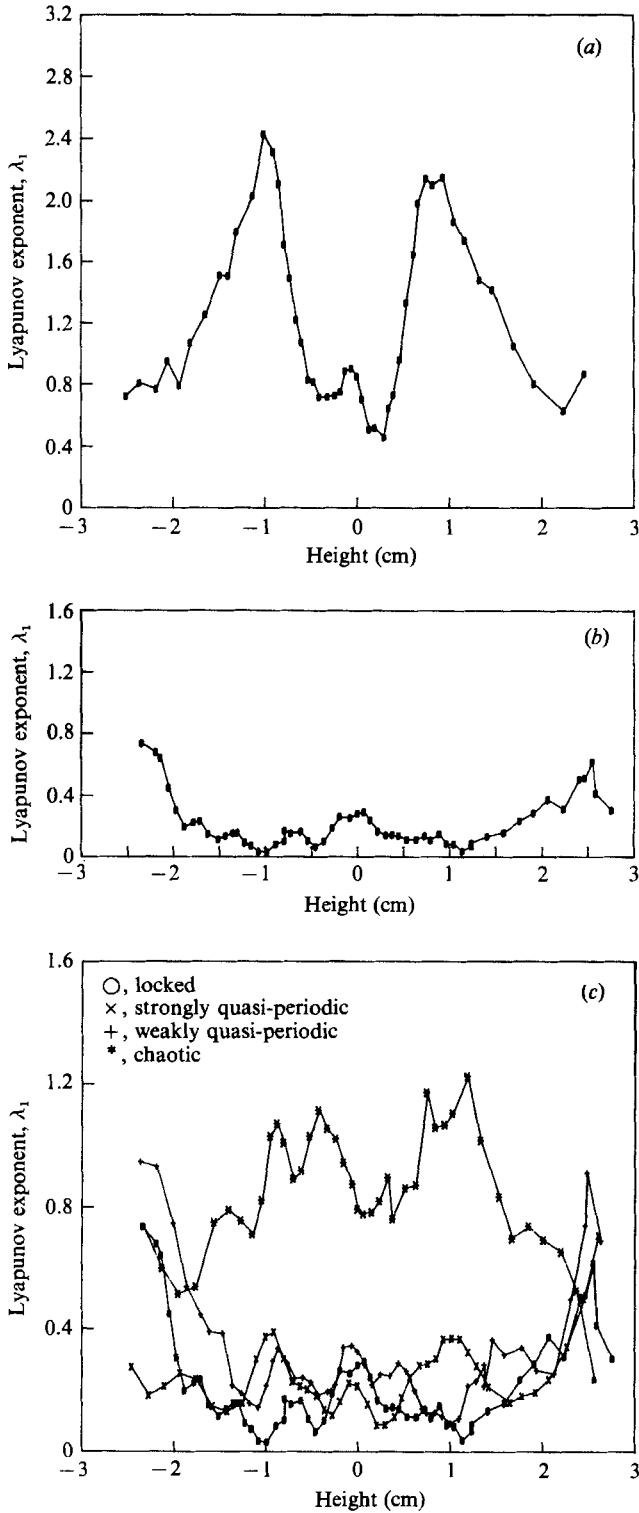 3.2
(a)
2.8
2.4
2.0
1.6
1.2
0.8
0.4
0
Lyapunov exponent, λ₁
−3 −2 −1 0 1 2 3
Height (cm)
1.6
(b)
1.2
0.8
0.4
0
Lyapunov exponent, λ₁
−3 −2 −1 0 1 2 3
Height (cm)
1.6
(c)
○, locked
×, strongly quasi-periodic
+, weakly quasi-periodic
*, chaotic
1.2
0.8
0.4
0
Lyapunov exponent, λ₁
−3 −2 −1 0 1 2 3
Height (cm)